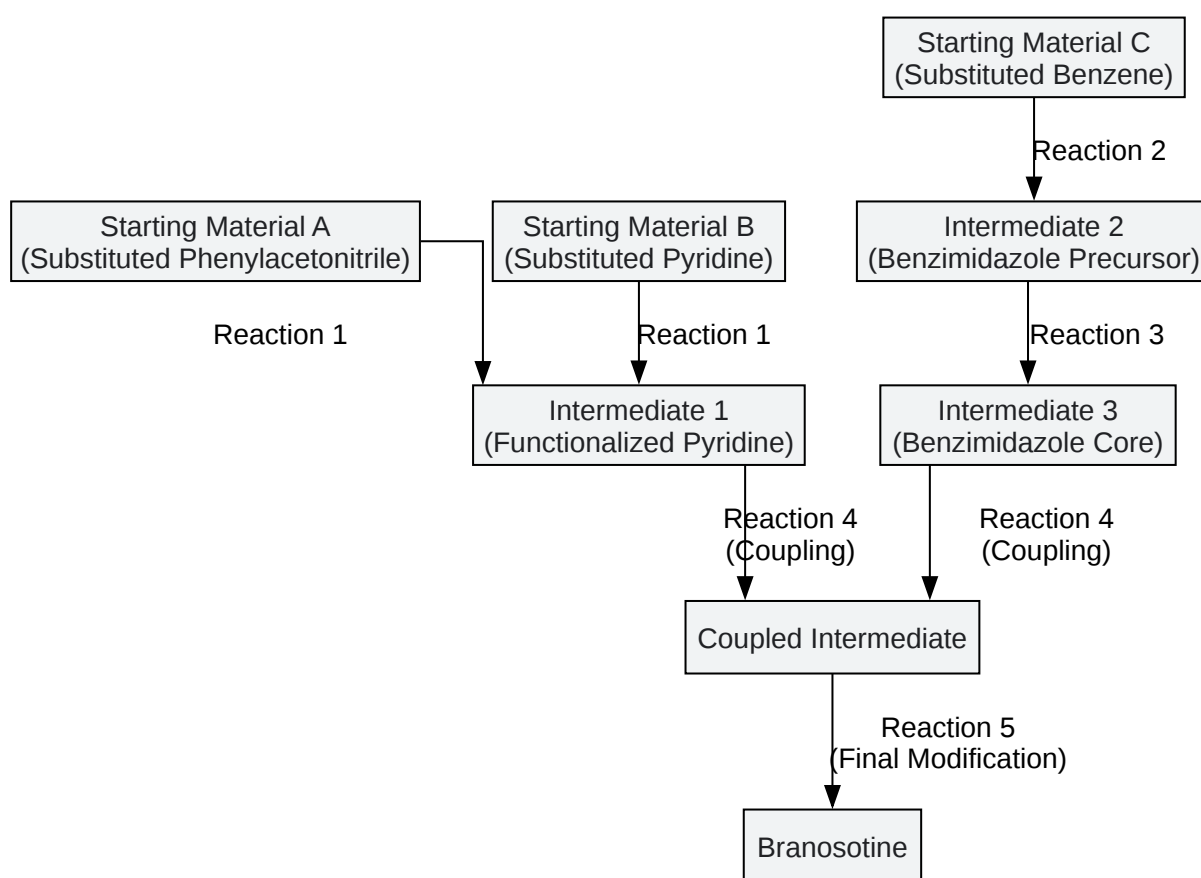 Starting Material C
(Substituted Benzene)
Reaction 2
Starting Material A
(Substituted Phenylacetonitrile)
Starting Material B
(Substituted Pyridine)
Intermediate 2
(Benzimidazole Precursor)
Reaction 1
Reaction 1
Reaction 3
Intermediate 1
(Functionalized Pyridine)
Intermediate 3
(Benzimidazole Core)
Reaction 4
(Coupling)
Reaction 4
(Coupling)
Coupled Intermediate
Reaction 5
(Final Modification)
Branosotine